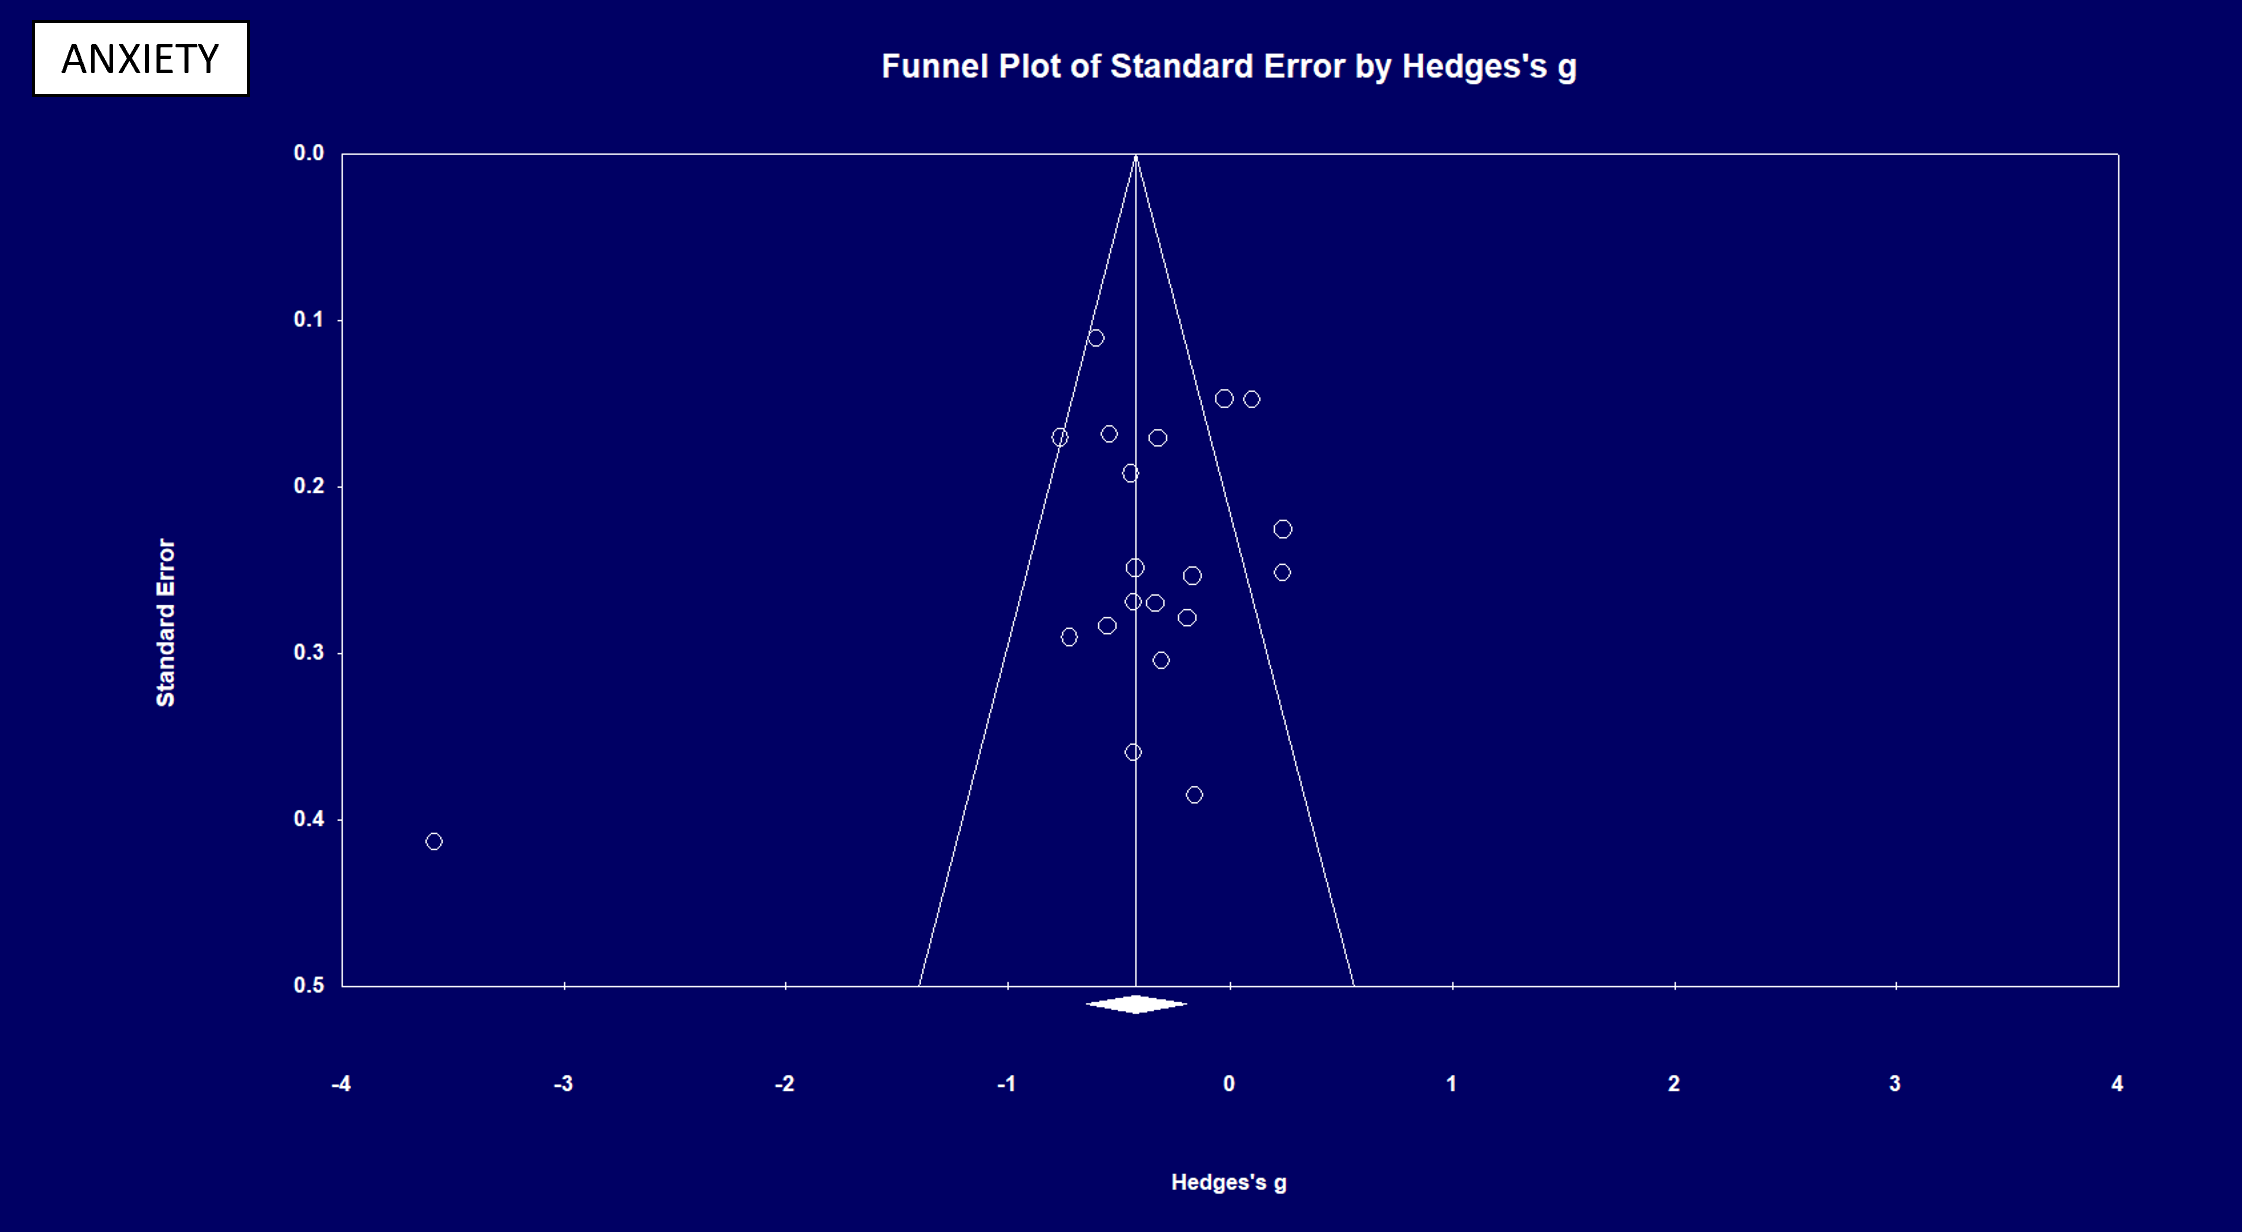 ANXIETY
Funnel Plot of Standard Error by Hedges's g
0.0
0.1
0.2
0.3
0.4
0.5
Standard Error
-4 -3 -2 -1 0 1 2 3 4
Hedges's g